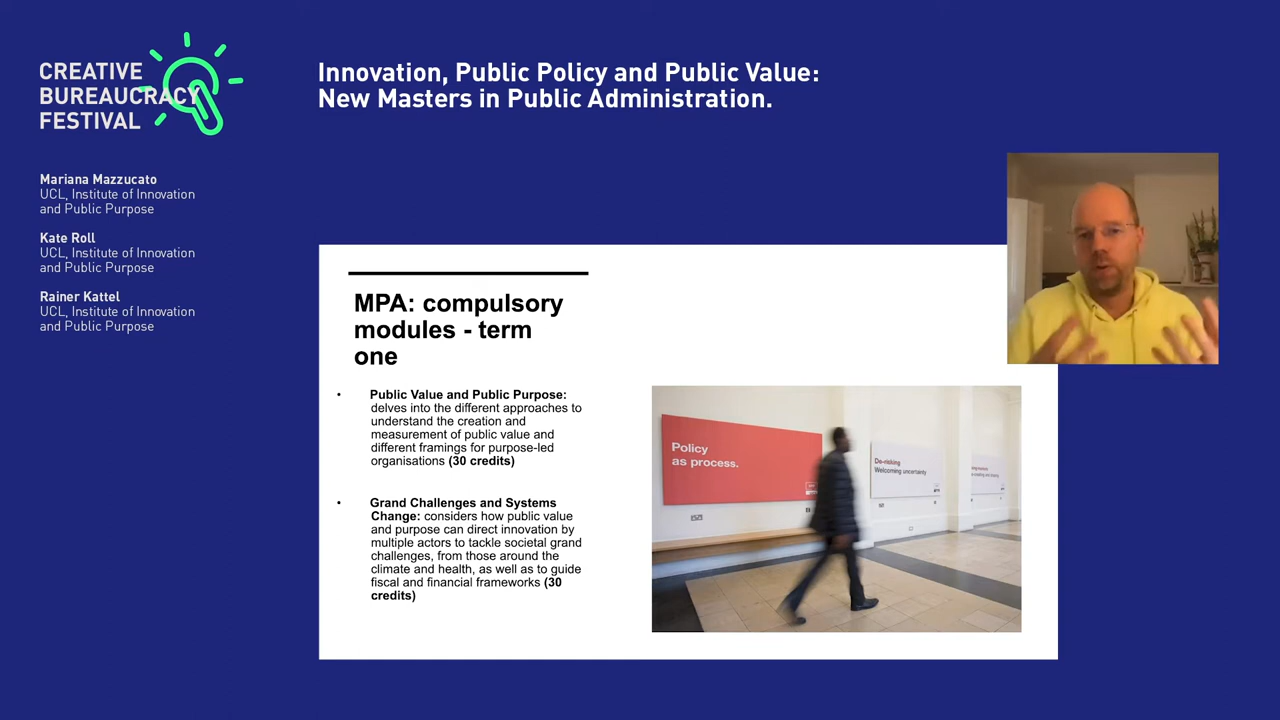 CREATIVE
BUREAUCRACY
FESTIVAL
Innovation, Public Policy and Public Value:
New Masters in Public Administration.
Mariana Mazzucato
UCL, Institute of Innovation
and Public Purpose
Kate Roll
UCL, Institute of Innovation
and Public Purpose
Rainer Kattel
UCL, Institute of Innovation
and Public Purpose
MPA: compulsory
modules - term
one
• Public Value and Public Purpose:
delves into the different approaches to
understand the creation and
measurement of public value and
different framings for purpose-led
organisations (30 credits)
• Grand Challenges and Systems
Change: considers how public value
and purpose can direct innovation by
multiple actors to tackle societal grand
challenges, from those around the
climate and health, as well as to guide
fiscal and financial frameworks (30
credits)
Policy
as process.
De-risking
Welcoming uncertainty